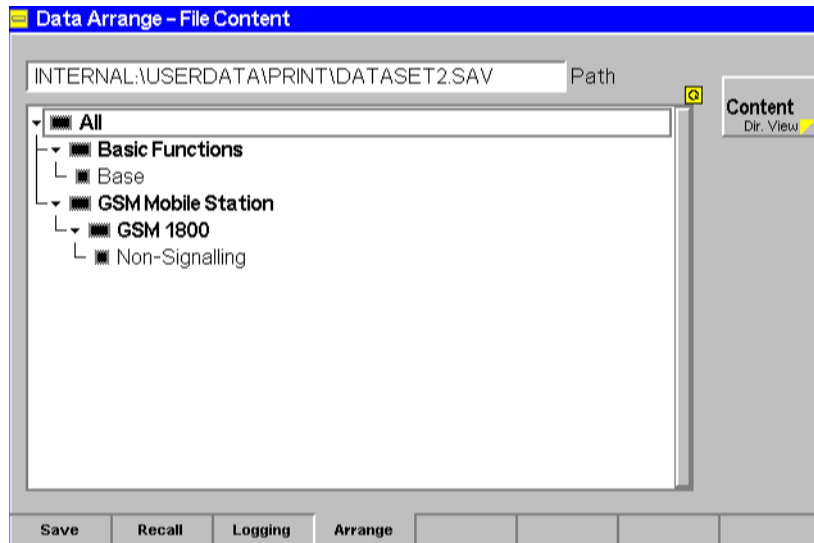 Data Arrange – File Content
INTERNAL:\USERDATA\PRINT\DATASET2.SAV Path
Content
Dir. View
All
Basic Functions
Base
GSM Mobile Station
GSM 1800
Non-Signalling
Save Recall Logging Arrange